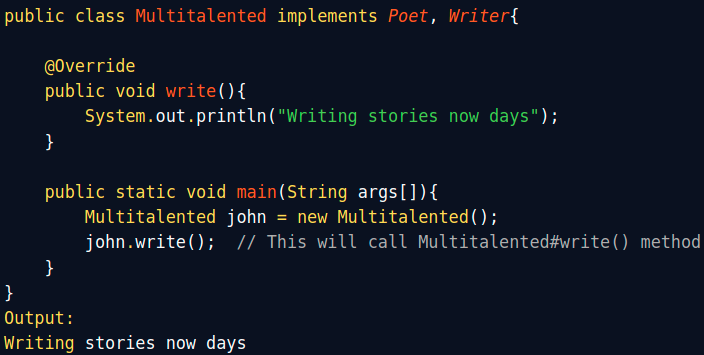 public class Multitalented implements Poet, Writer{
@Override
public void write(){
System.out.println("Writing stories now days");
}
public static void main(String args[]){
Multitalented john = new Multitalented();
john.write();  // This will call Multitalented#write() method
}
}
Output:
Writing stories now days